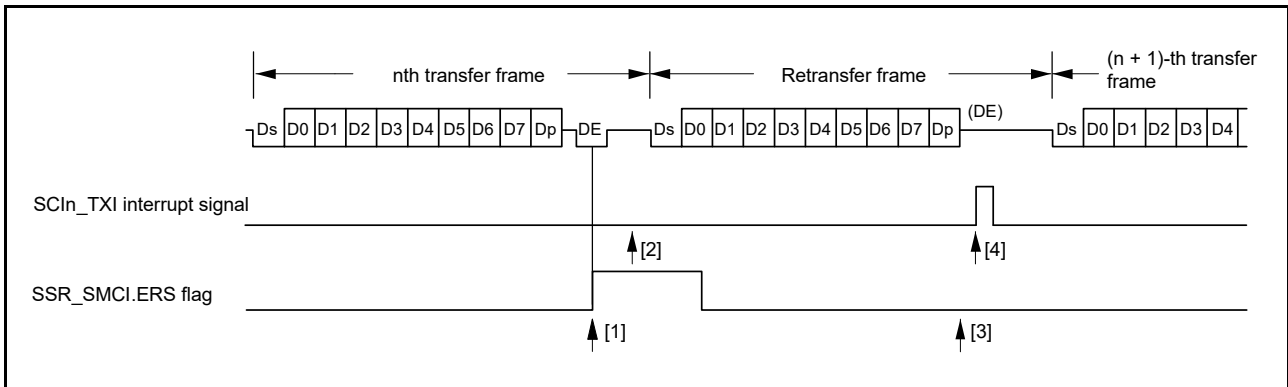 nth transfer frame
Retransfer frame
(n + 1)-th transfer
frame
Ds D0 D1 D2 D3 D4 D5 D6 D7 Dp DE
Ds D0 D1 D2 D3 D4 D5 D6 D7 Dp (DE)
Ds D0 D1 D2 D3 D4
SCIn_TXI interrupt signal
[2]
[4]
SSR_SMCI.ERS flag
[1]
[3]